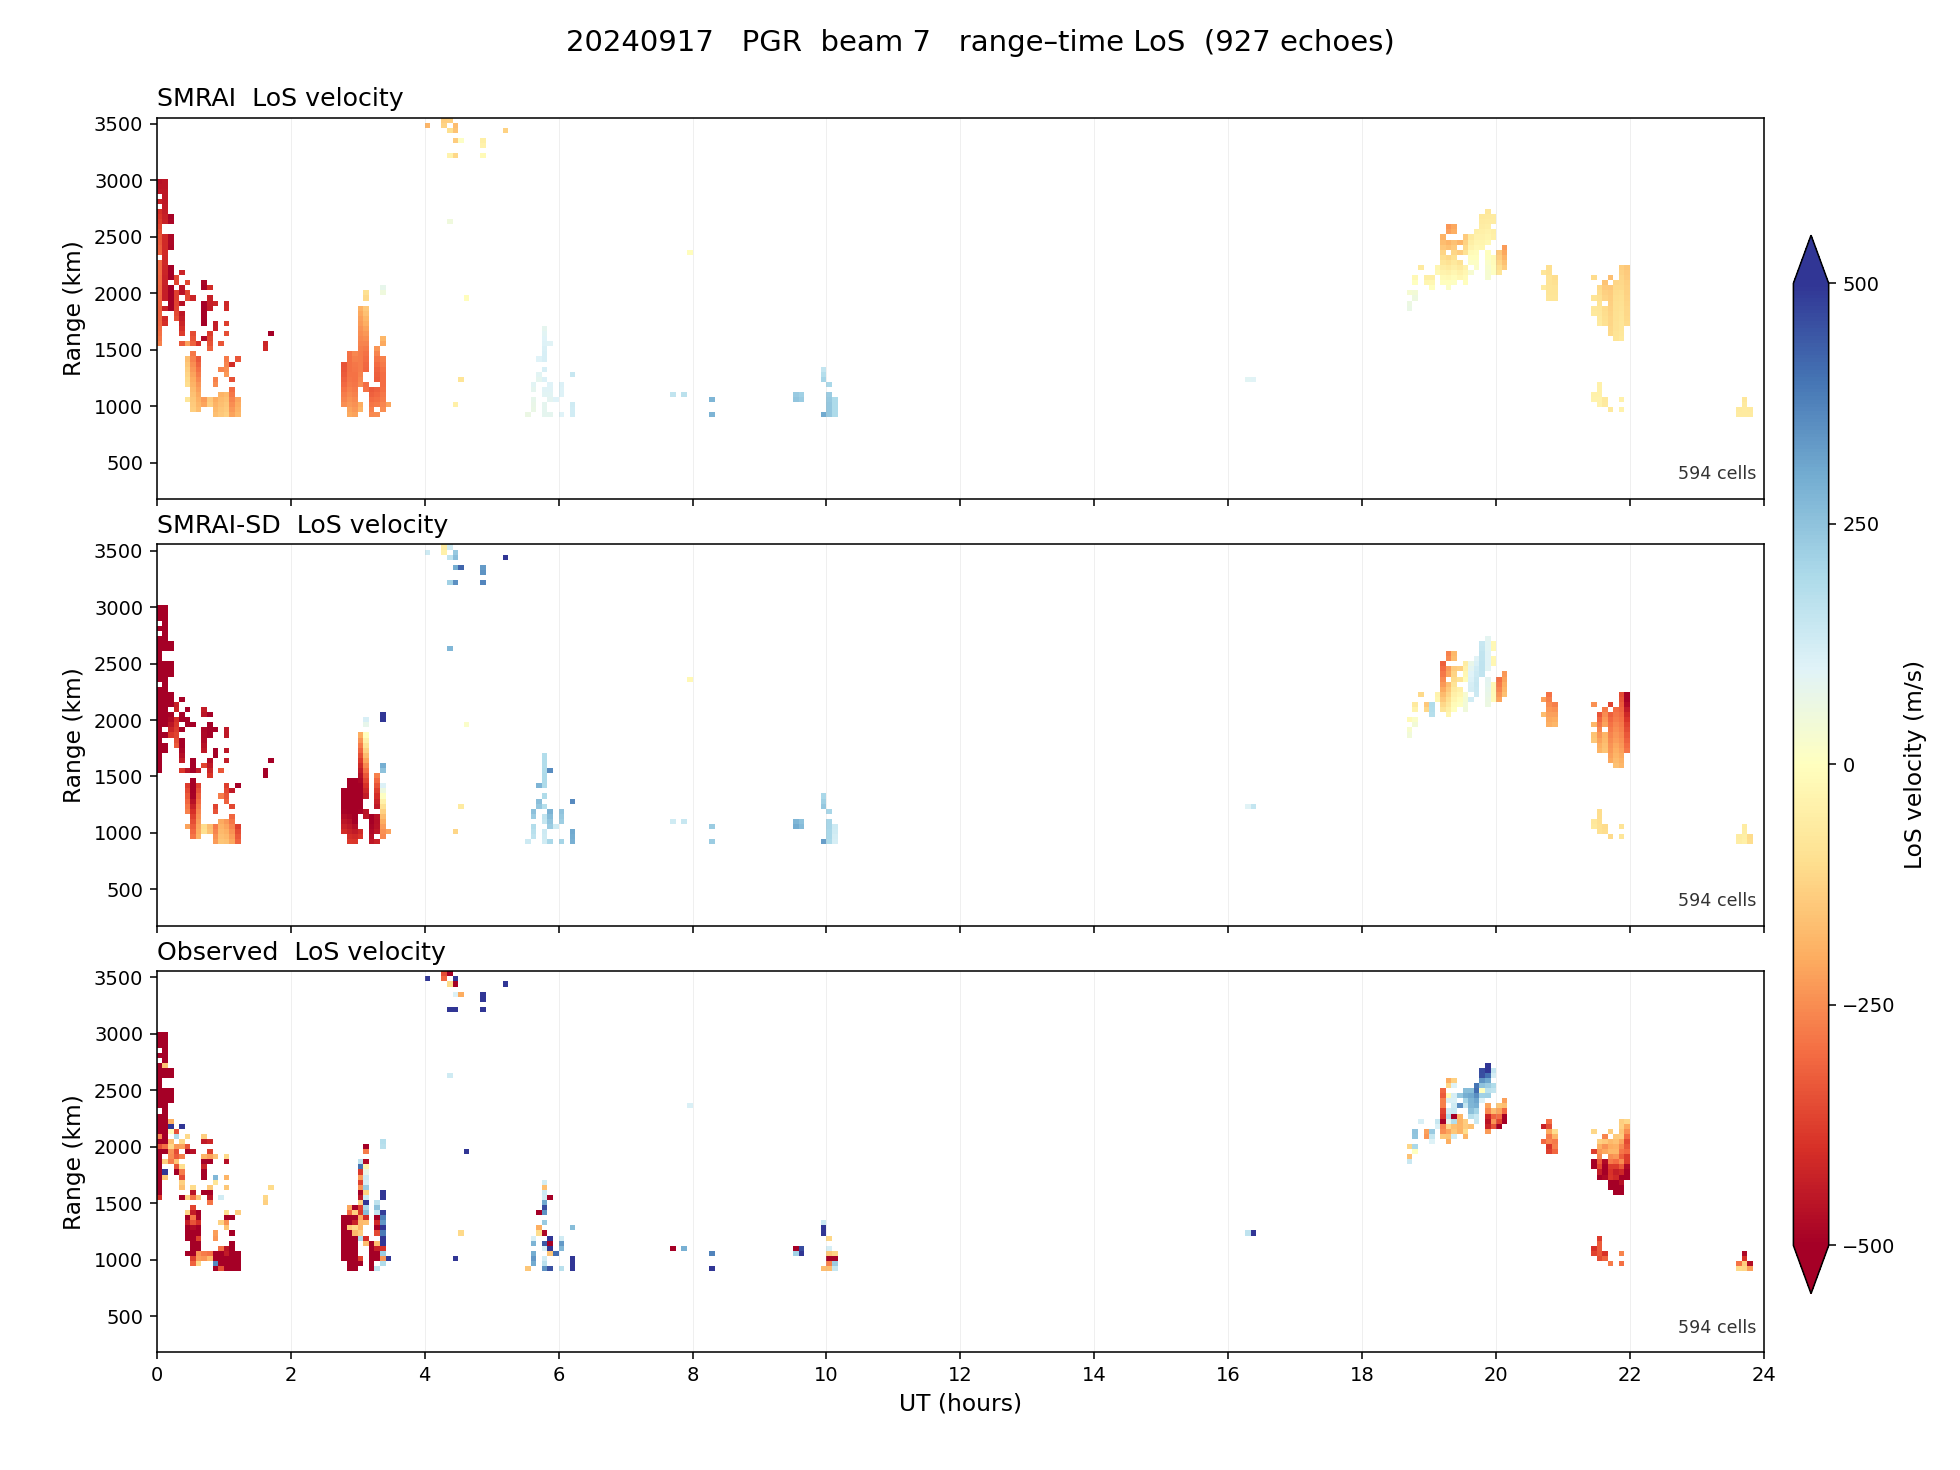 20240917   PGR  beam 7   range–time LoS  (927 echoes)
SMRAI  LoS velocity
3500
3000
2500
2000
1500
1000
500
Range (km)
594 cells
SMRAI-SD  LoS velocity
3500
3000
2500
2000
1500
1000
500
Range (km)
594 cells
Observed  LoS velocity
3500
3000
2500
2000
1500
1000
500
Range (km)
594 cells
0 2 4 6 8 10 12 14 16 18 20 22 24
UT (hours)
500
250
0
−250
−500
LoS velocity (m/s)